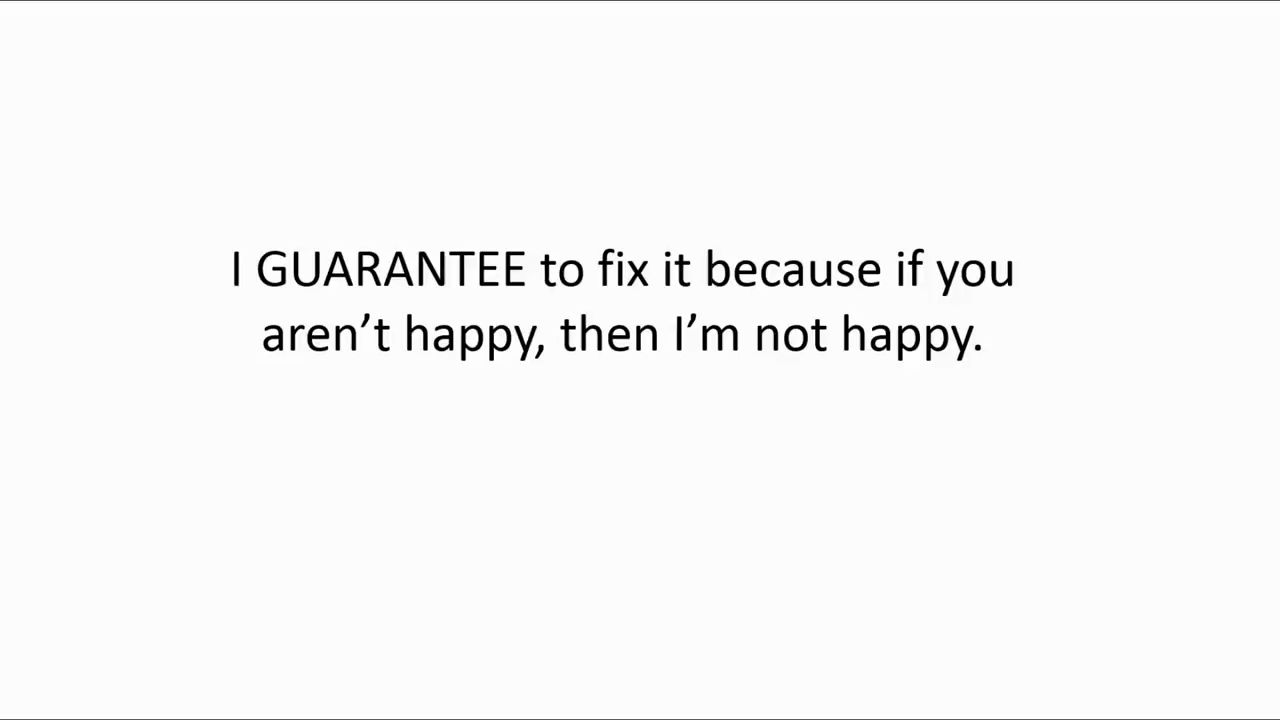 I GUARANTEE to fix it because if you
aren’t happy, then I’m not happy.